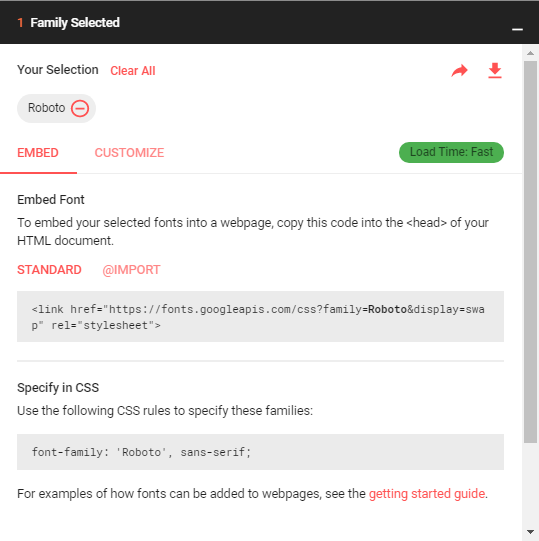 1 Family Selected
Your Selection Clear All
Roboto
EMBED CUSTOMIZE Load Time: Fast
Embed Font
To embed your selected fonts into a webpage, copy this code into the <head> of your
HTML document.
STANDARD @IMPORT
<link href="https://fonts.googleapis.com/css?family=Roboto&display=swa
p" rel="stylesheet">
Specify in CSS
Use the following CSS rules to specify these families:
font-family: 'Roboto', sans-serif;
For examples of how fonts can be added to webpages, see the getting started guide.